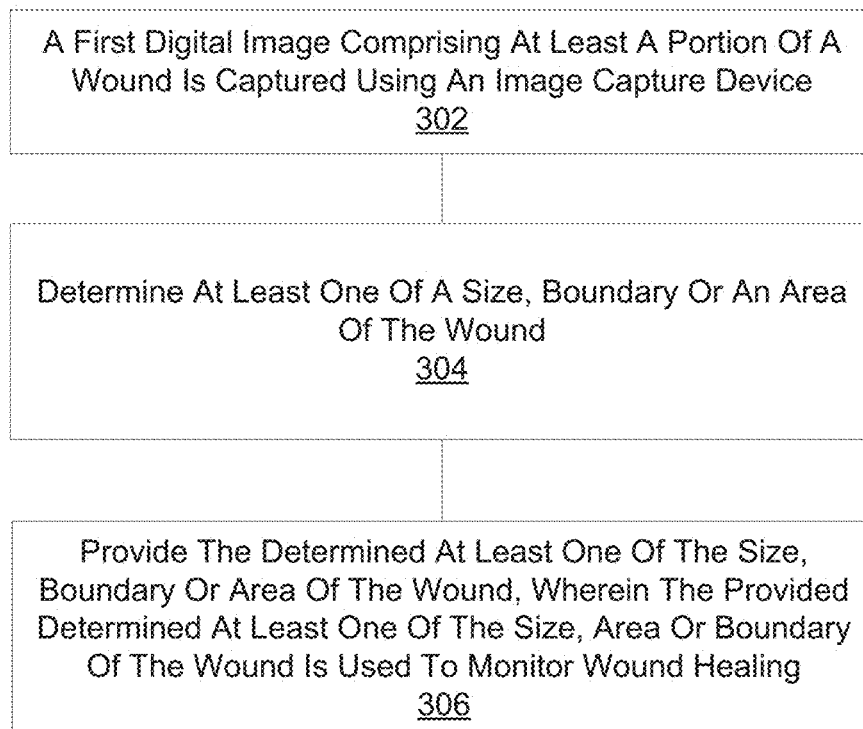 A First Digital Image Comprising At Least A Portion Of A
Wound Is Captured Using An Image Capture Device
302
Determine At Least One Of A Size, Boundary Or An Area
Of The Wound
304
Provide The Determined At Least One Of The Size,
Boundary Or Area Of The Wound, Wherein The Provided
Determined At Least One Of The Size, Area Or Boundary
Of The Wound Is Used To Monitor Wound Healing
306